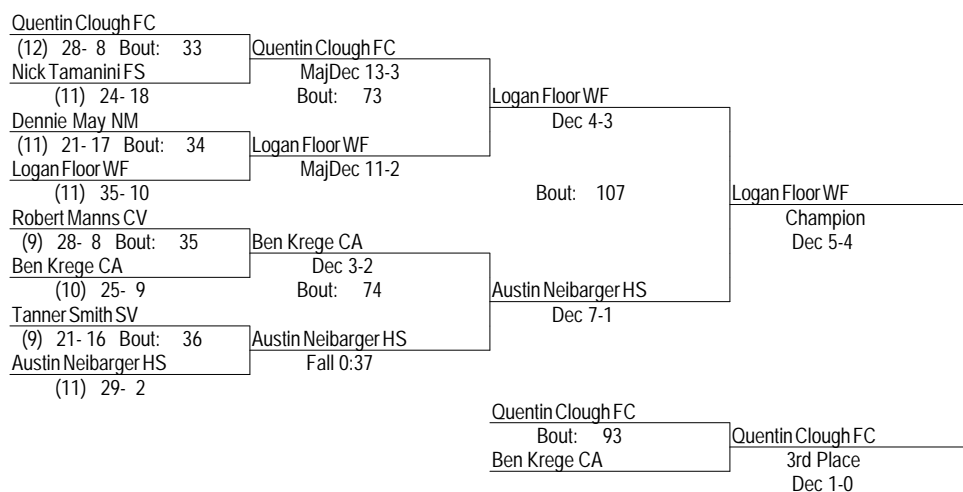 Quentin Clough FC
(12) 28- 8 Bout: 33
Quentin Clough FC
Nick Tamanini FS
MajDec 13-3
(11) 24- 18
Bout: 73
Logan Floor WF
Dennie May NM
Dec 4-3
(11) 21- 17 Bout: 34
Logan Floor WF
Logan Floor WF
MajDec 11-2
(11) 35- 10
Bout: 107
Logan Floor WF
Robert Manns CV
Champion
(9) 28- 8 Bout: 35
Ben Krege CA
Dec 5-4
Ben Krege CA
Dec 3-2
(10) 25- 9
Bout: 74
Austin Neibarger HS
Tanner Smith SV
Dec 7-1
(9) 21- 16 Bout: 36
Austin Neibarger HS
Austin Neibarger HS
Fall 0:37
(11) 29- 2
Quentin Clough FC
Bout: 93
Quentin Clough FC
Ben Krege CA
3rd Place
Dec 1-0